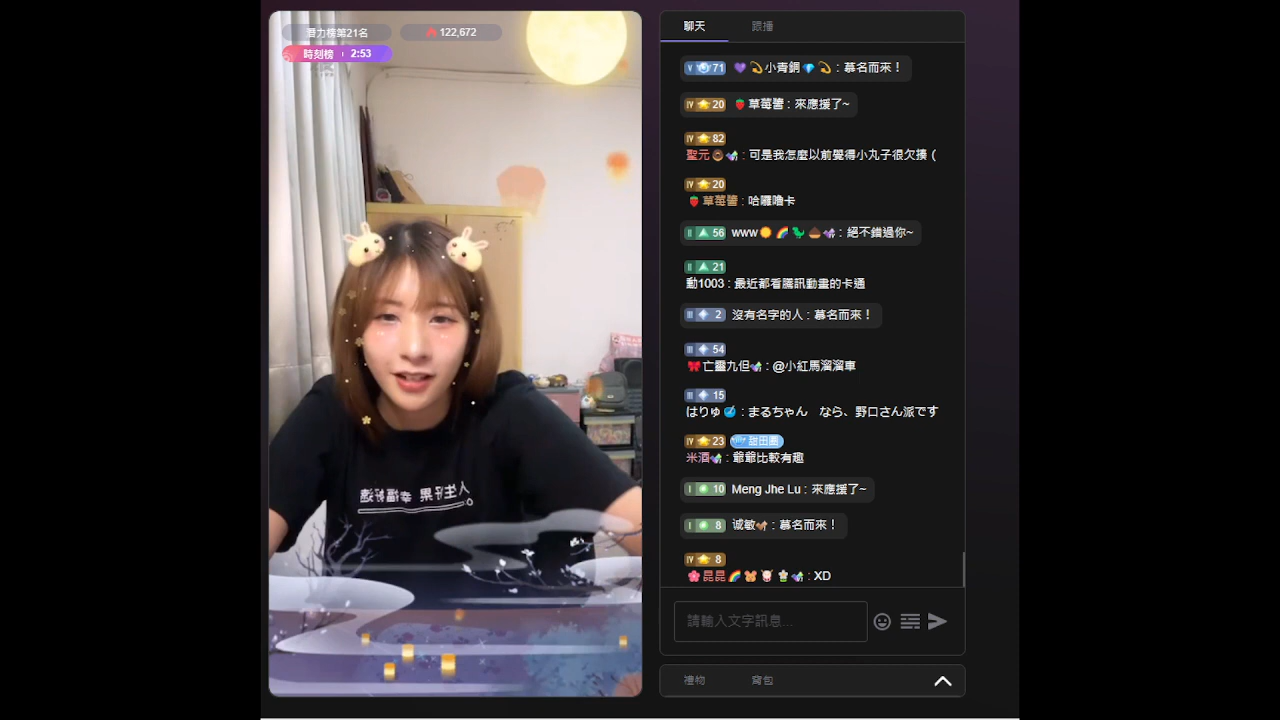 潛力榜第21名
122,672
時刻榜 2:53
聊天
跟播
V 71 小青銅 : 慕名而來！
IV 20 草莓醬 : 來應援了~
IV 82
聖元 : 可是我怎麼以前覺得小丸子很欠揍（
IV 20
草莓醬 : 哈囉嚕卡
II 56 www : 絕不錯過你~
II 21
動1003 : 最近都看騰訊動畫的卡通
III 2 沒有名字的人 : 慕名而來！
III 54
亡靈九但 : @小紅馬溜溜車
III 15
はりゅ : まるちゃん　なら、野口さん派です
IV 23 甜田團
米酒 : 爺爺比較有趣
I 10 Meng Jhe Lu : 來應援了~
I 8 诚敏 : 慕名而來！
IV 8
昆昆 : XD
請輸入文字訊息...
禮物
背包